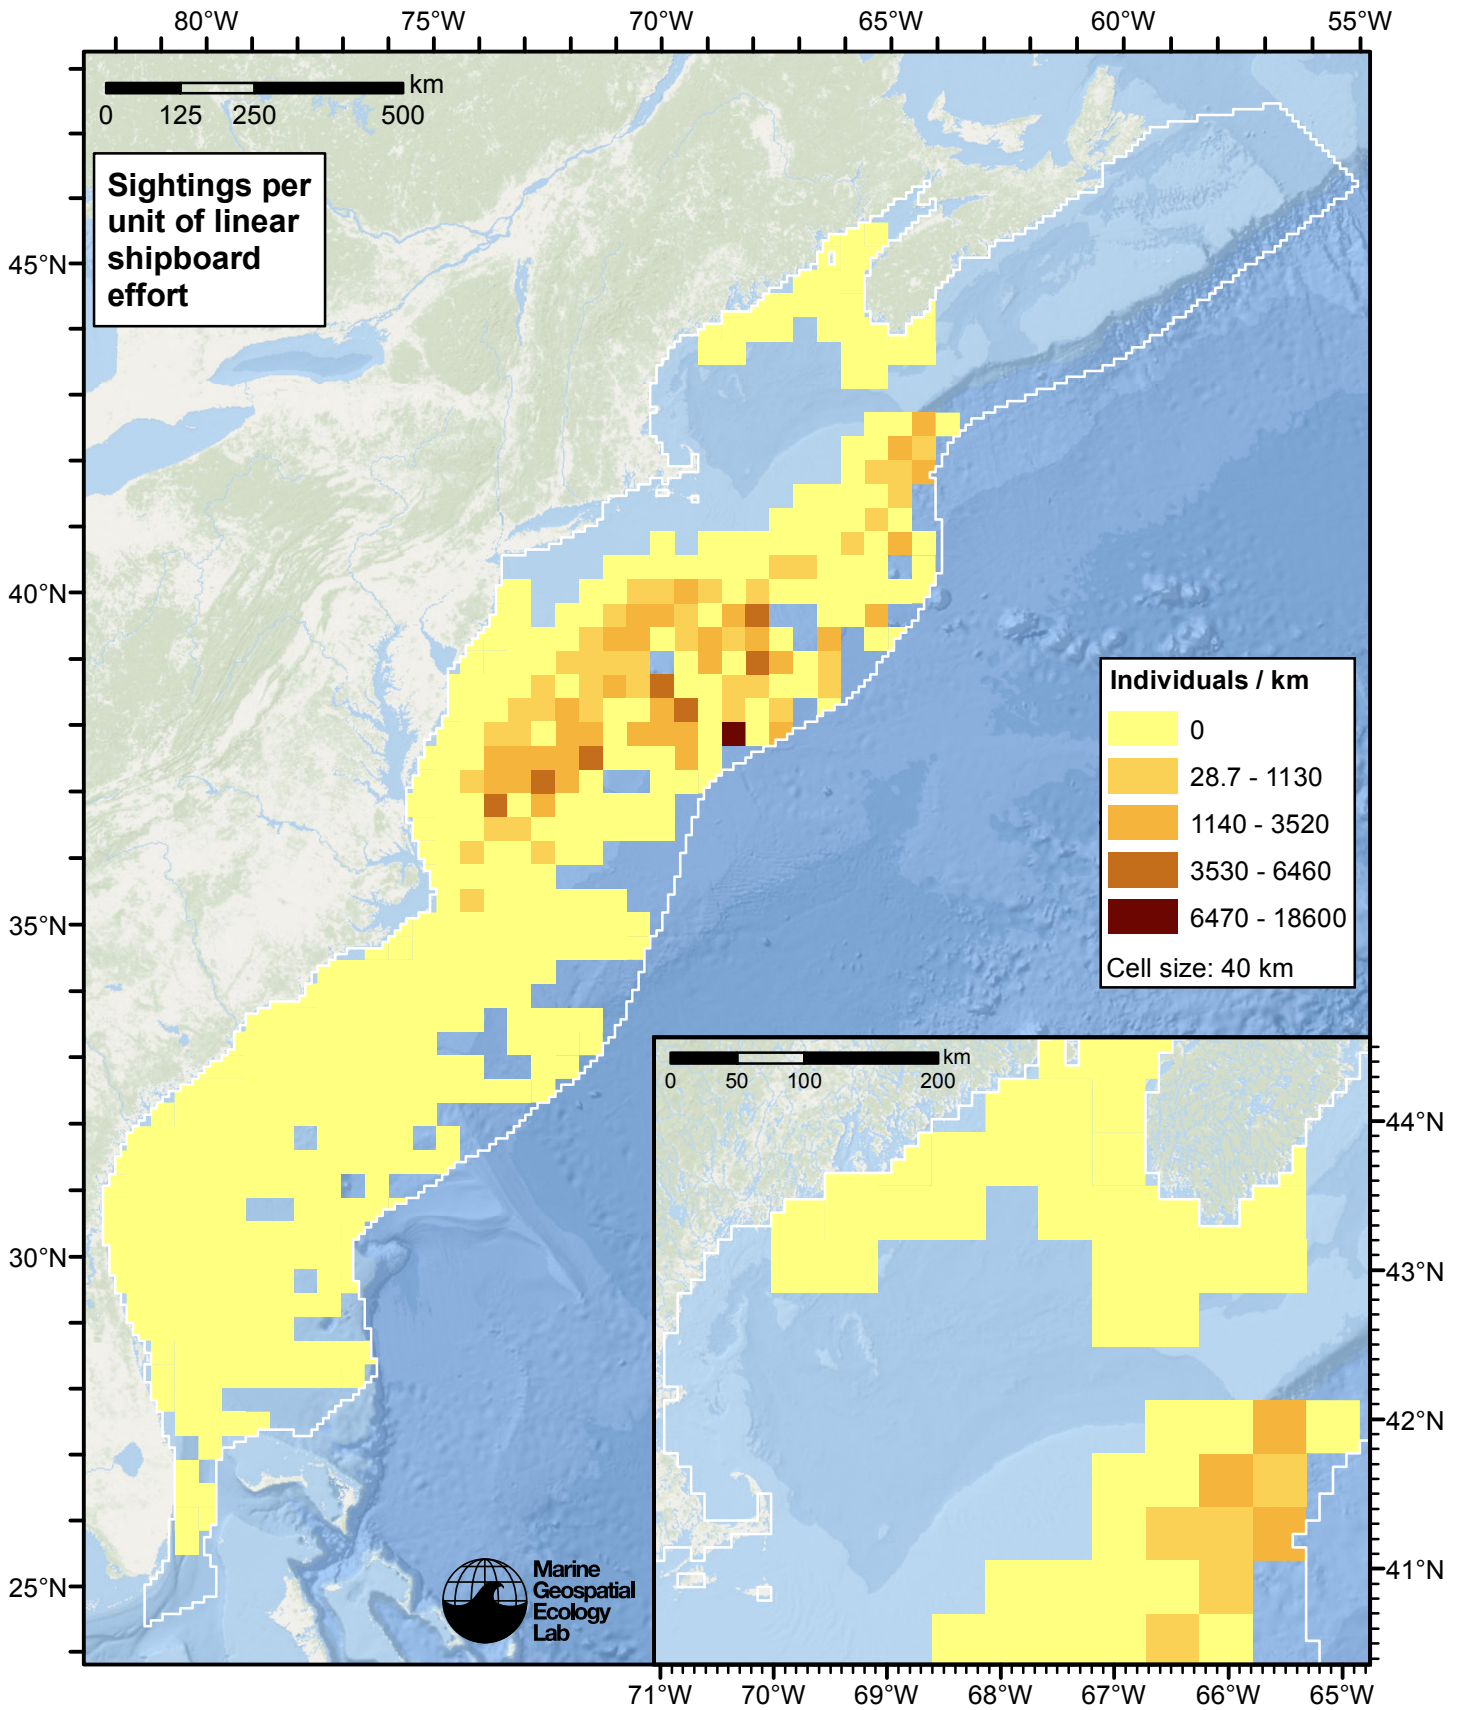 80°W 75°W 70°W 65°W 60°W 55°W
km
0 125 250 500
Sightings per
unit of linear
shipboard
effort
45°N
40°N
35°N
30°N
25°N
Individuals / km
0
28.7 - 1130
1140 - 3520
3530 - 6460
6470 - 18600
Cell size: 40 km
km
0 50 100 200
44°N
43°N
42°N
41°N
Marine
Geospatial
Ecology
Lab
71°W 70°W 69°W 68°W 67°W 66°W 65°W